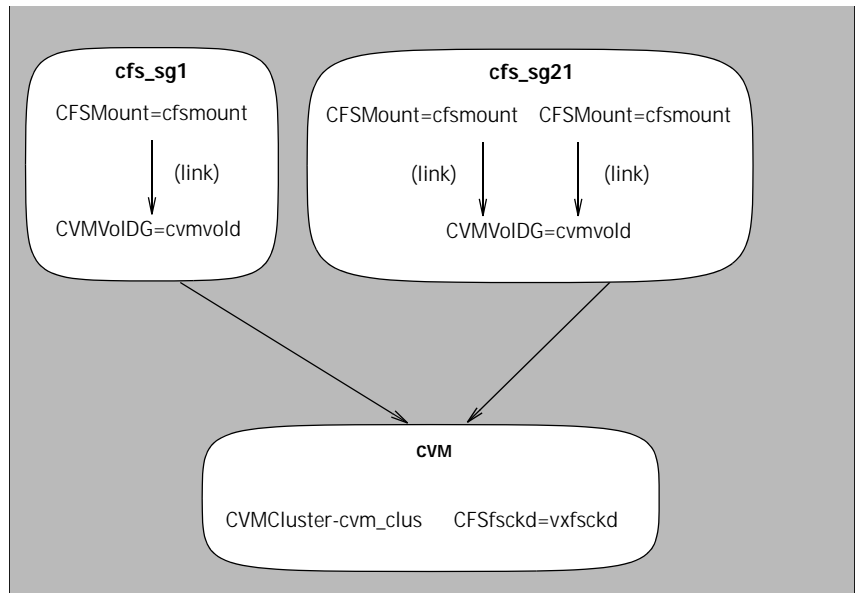 cfs_sg1
CFSMount=cfsmount
(link)
CVMVolDG=cvmvold
cfs_sg21
CFSMount=cfsmount CFSMount=cfsmount
(link) (link)
CVMVolDG=cvmvold
CVM
CVMCluster-cvm_clus CFSfsckd=vxfsckd